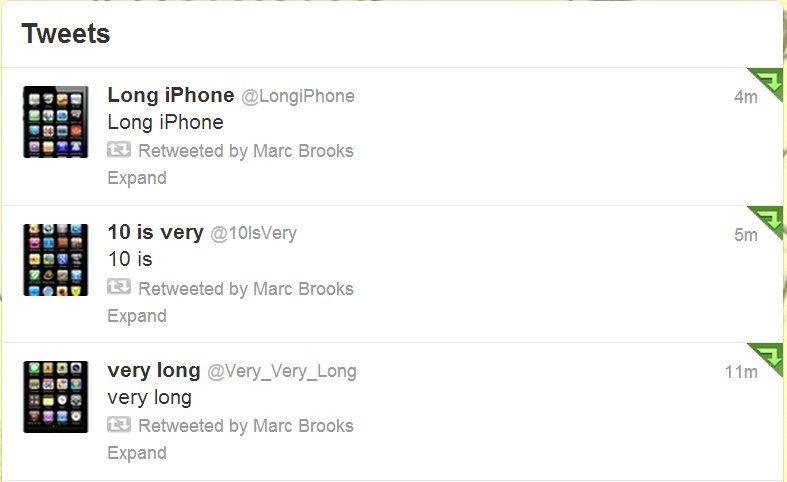 Tweets
Long iPhone @LongiPhone 4m
Long iPhone
Retweeted by Marc Brooks
Expand
10 is very @10IsVery 5m
10 is
Retweeted by Marc Brooks
Expand
very long @Very_Very_Long 11m
very long
Retweeted by Marc Brooks
Expand